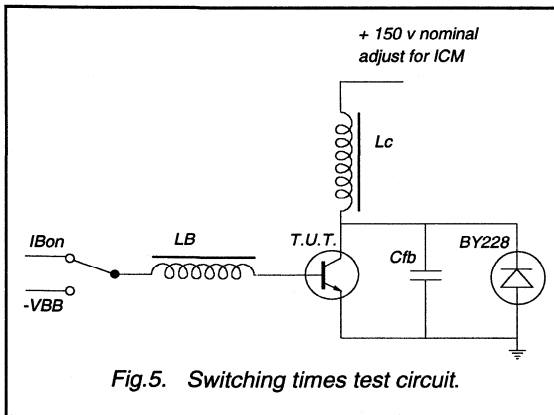 + 150 v nominal
adjust for ICM
Lc
IBon
LB
T.U.T.
Cfb
BY228
-VBB
Fig.5. Switching times test circuit.